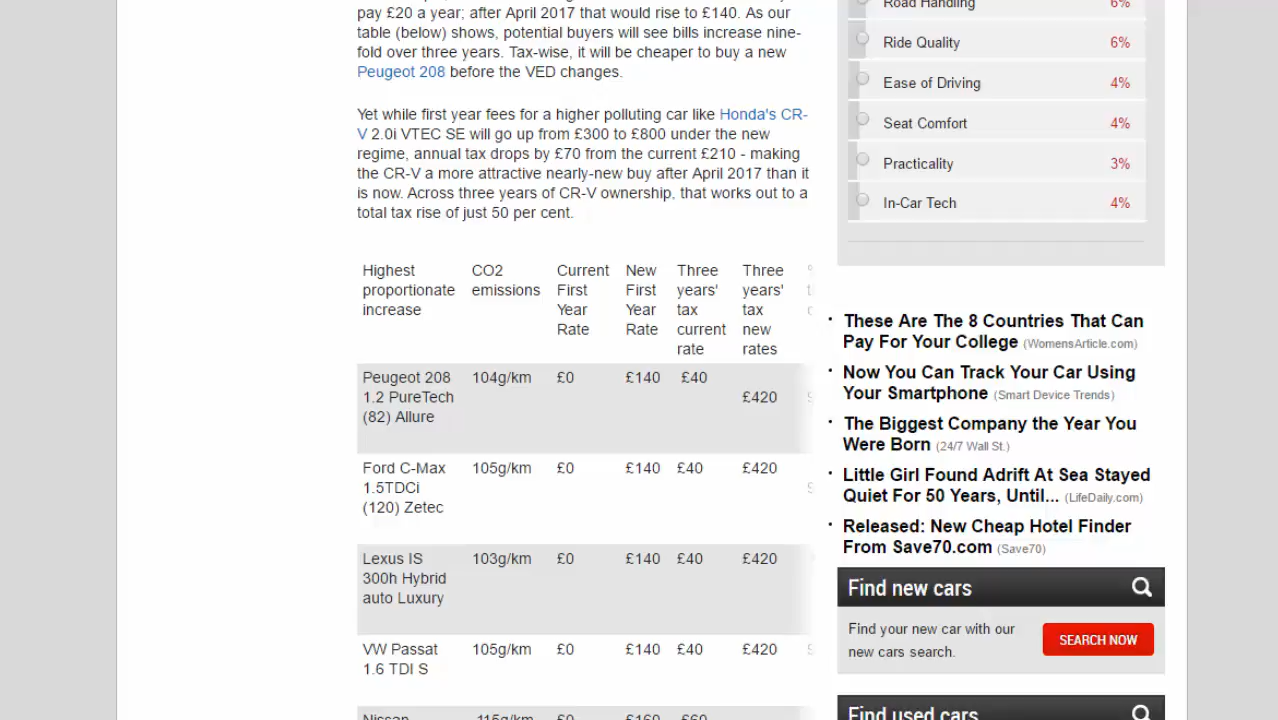 pay £20 a year; after April 2017 that would rise to £140. As our
table (below) shows, potential buyers will see bills increase nine-
fold over three years. Tax-wise, it will be cheaper to buy a new
Peugeot 208 before the VED changes.
Yet while first year fees for a higher polluting car like Honda's CR-
V 2.0i VTEC SE will go up from £300 to £800 under the new
regime, annual tax drops by £70 from the current £210 - making
the CR-V a more attractive nearly-new buy after April 2017 than it
is now. Across three years of CR-V ownership, that works out to a
total tax rise of just 50 per cent.
Highest proportionate increase CO2 emissions Current First Year Rate New First Year Rate Three years' tax current rate Three years' tax new rates
Peugeot 208 1.2 PureTech (82) Allure 104g/km £0 £140 £40 £420
Ford C-Max 1.5TDCi (120) Zetec 105g/km £0 £140 £40 £420
Lexus IS 300h Hybrid auto Luxury 103g/km £0 £140 £40 £420
VW Passat 1.6 TDI S 105g/km £0 £140 £40 £420
Nissan 115g/km £0 £160 £60
Road Handling 6%
Ride Quality 6%
Ease of Driving 4%
Seat Comfort 4%
Practicality 3%
In-Car Tech 4%
These Are The 8 Countries That Can
Pay For Your College (WomensArticle.com)
Now You Can Track Your Car Using
Your Smartphone (Smart Device Trends)
The Biggest Company the Year You
Were Born (24/7 Wall St.)
Little Girl Found Adrift At Sea Stayed
Quiet For 50 Years, Until... (LifeDaily.com)
Released: New Cheap Hotel Finder
From Save70.com (Save70)
Find new cars
Find your new car with our
new cars search.
SEARCH NOW
Find used cars